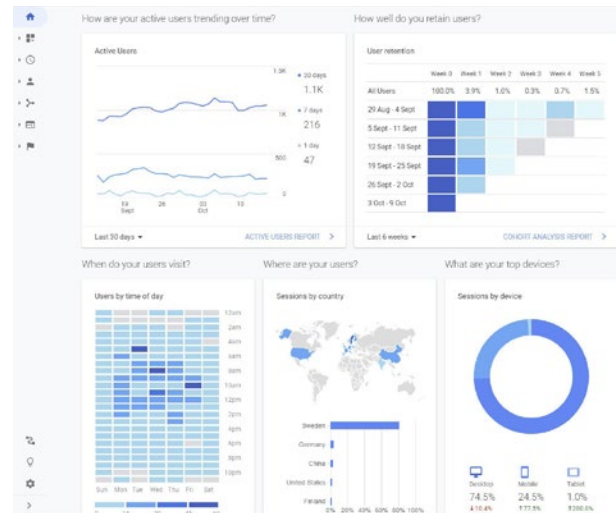 How are your active users trending over time?
How well do you retain users?
Active Users
1.5K
1K
500
0
30 days
1.1K
7 days
216
1 day
47
19
Sept
26
03
Oct
10
Last 30 days
ACTIVE USERS REPORT
User retention
Week 0 Week 1 Week 2 Week 3 Week 4 Week 5
All Users 100.0% 3.9% 1.0% 0.3% 0.7% 1.5%
29 Aug - 4 Sept
5 Sept - 11 Sept
12 Sept - 18 Sept
19 Sept - 25 Sept
26 Sept - 2 Oct
3 Oct - 9 Oct
Last 6 weeks
COHORT ANALYSIS REPORT
When do your users visit?
Where are your users?
What are your top devices?
Users by time of day
12am
2am
4am
6am
8am
10am
12pm
2pm
4pm
6pm
8pm
10pm
Sun Mon Tue Wed Thu Fri Sat
Sessions by country
Sweden
Germany
China
United States
Finland
0% 20% 40% 60% 80% 100%
Sessions by device
Desktop Mobile Tablet
74.5% 24.5% 1.0%